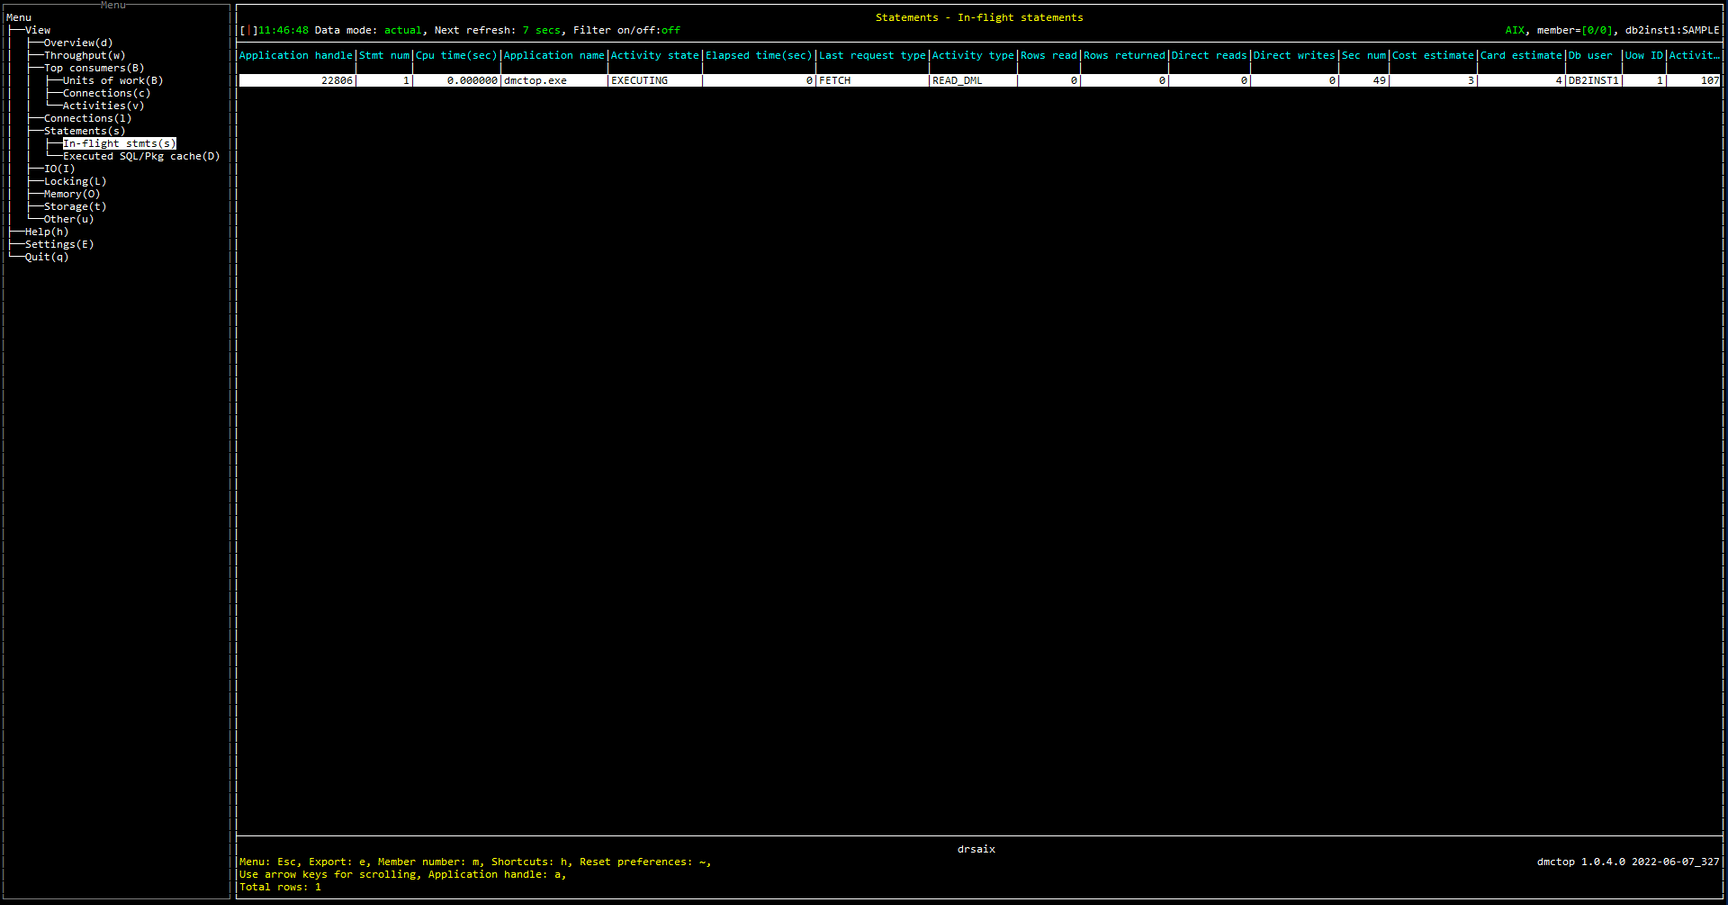 Menu
Menu
View
Overview(d)
Throughput(w)
Top consumers(B)
Units of work(B)
Connections(c)
Activities(v)
Connections(l)
Statements(s)
In-flight stmts(s)
Executed SQL/Pkg cache(D)
IO(I)
Locking(L)
Memory(O)
Storage(t)
Other(u)
Help(h)
Settings(E)
Quit(q)
Statements - In-flight statements
[|]11:46:48 Data mode: actual, Next refresh: 7 secs, Filter on/off:off AIX, member=[0/0], db2inst1:SAMPLE
Application handle|Stmt num|Cpu time(sec)|Application name|Activity state|Elapsed time(sec)|Last request type|Activity type|Rows read|Rows returned|Direct reads|Direct writes|Sec num|Cost estimate|Card estimate|Db user |Uow ID|Activit…
22806| 1| 0.000000|dmctop.exe |EXECUTING | 0|FETCH |READ_DML | 0| 0| 0| 0| 49| 3| 4|DB2INST1| 1| 107
drsaix
Menu: Esc, Export: e, Member number: m, Shortcuts: h, Reset preferences: ~, dmctop 1.0.4.0 2022-06-07_327
Use arrow keys for scrolling, Application handle: a,
Total rows: 1